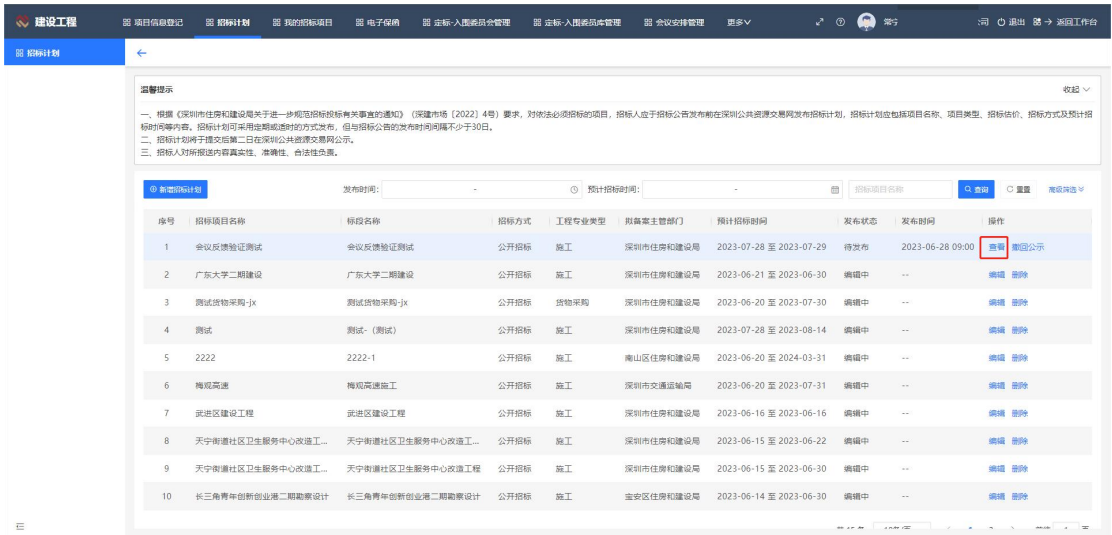 建设工程 项目信息登记 招标计划 我的招标项目 电子保函 定标-入围委员会管理 定标-入围委员库管理 会议安排管理 更多 常宁 司 退出 返回工作台
招标计划
温馨提示 收起
一、根据《深圳市住房和建设局关于进一步规范招标投标有关事宜的通知》（深建市场〔2022〕4号）要求，对依法必须招标的项目，招标人应于招标公告发布前在深圳公共资源交易网发布招标计划，招标计划应包括项目名称、项目类型、招标估价、招标方式及预计招
标时间等内容。招标计划可采用定期或适时的方式发布，但与招标公告的发布时间间隔不少于30日。
二、招标计划将于提交后第二日在深圳公共资源交易网公示。
三、招标人对所报送内容真实性、准确性、合法性负责。
新增招标计划 发布时间： - 预计招标时间： - 招标项目名称 查询 重置 高级筛选
序号 招标项目名称 标段名称 招标方式 工程专业类型 拟备案主管部门 预计招标时间 发布状态 发布时间 操作
1 会议反馈验证测试 会议反馈验证测试 公开招标 施工 深圳市住房和建设局 2023-07-28 至 2023-07-29 待发布 2023-06-28 09:00 查看 撤回公示
2 广东大学二期建设 广东大学二期建设 公开招标 施工 深圳市住房和建设局 2023-06-21 至 2023-06-30 编辑中 -- 编辑 删除
3 测试货物采购-jx 测试货物采购-jx 公开招标 货物采购 深圳市住房和建设局 2023-06-20 至 2023-07-30 编辑中 -- 编辑 删除
4 测试 测试-（测试） 公开招标 施工 深圳市住房和建设局 2023-07-28 至 2023-08-14 编辑中 -- 编辑 删除
5 2222 2222-1 公开招标 施工 南山区住房和建设局 2023-06-20 至 2024-03-31 编辑中 -- 编辑 删除
6 梅观高速 梅观高速施工 公开招标 施工 深圳市交通运输局 2023-06-20 至 2023-07-31 编辑中 -- 编辑 删除
7 武进区建设工程 武进区建设工程 公开招标 施工 深圳市住房和建设局 2023-06-16 至 2023-06-16 编辑中 -- 编辑 删除
8 天宁街道社区卫生服务中心改造工... 天宁街道社区卫生服务中心改造工... 公开招标 施工 深圳市住房和建设局 2023-06-15 至 2023-06-22 编辑中 -- 编辑 删除
9 天宁街道社区卫生服务中心改造工... 天宁街道社区卫生服务中心改造工程 公开招标 施工 深圳市住房和建设局 2023-06-15 至 2023-06-30 编辑中 -- 编辑 删除
10 长三角青年创新创业港二期勘察设计 长三角青年创新创业港二期勘察设计 公开招标 施工 宝安区住房和建设局 2023-06-14 至 2023-06-30 编辑中 -- 编辑 删除